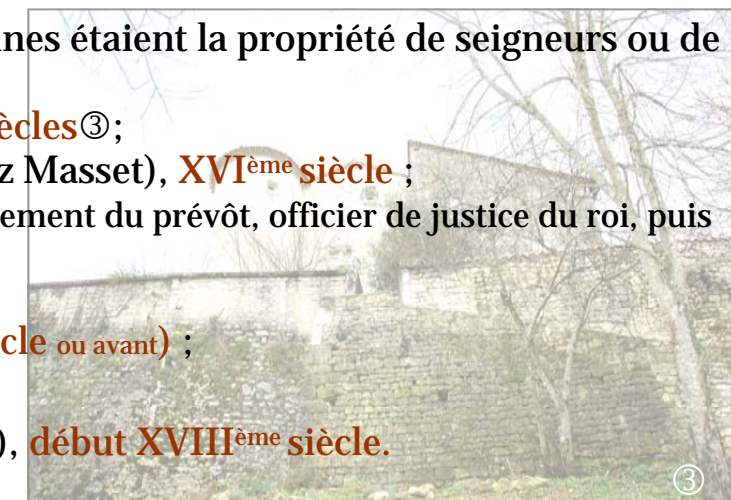 nes étaient la propriété de seigneurs ou de
ècles③;
z Masset), XVIème siècle ;
ement du prévôt, officier de justice du roi, puis
cle ou avant) ;
), début XVIIIème siècle.
③